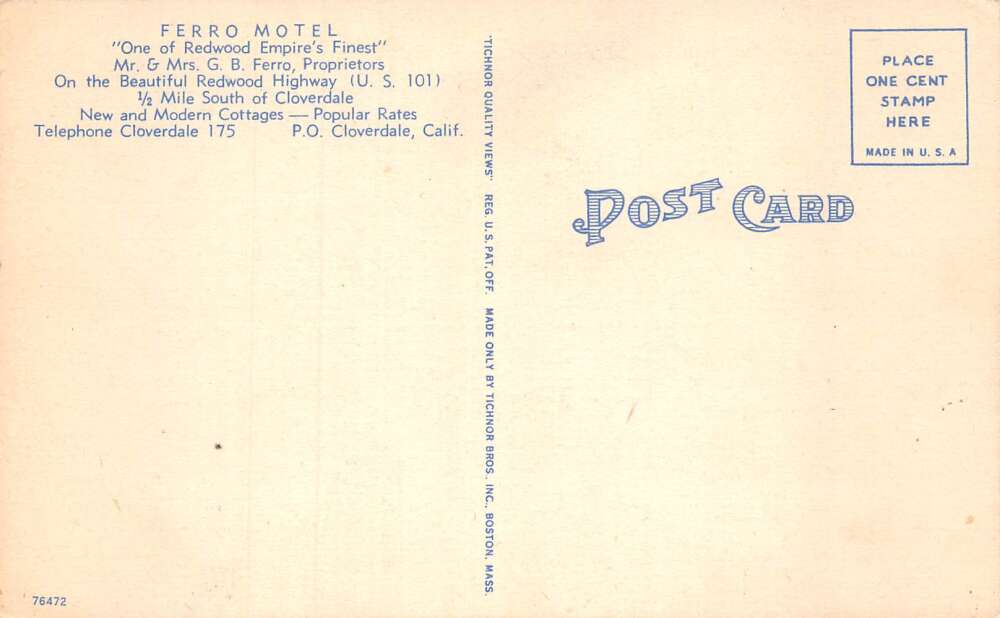 FERRO MOTEL
"One of Redwood Empire's Finest"
Mr. & Mrs. G. B. Ferro, Proprietors
On the Beautiful Redwood Highway (U. S. 101)
1/2 Mile South of Cloverdale
New and Modern Cottages — Popular Rates
Telephone Cloverdale 175 P.O. Cloverdale, Calif.
"TICHNOR QUALITY VIEWS" REG. U. S. PAT. OFF. MADE ONLY BY TICHNOR BROS. INC., BOSTON, MASS.
PLACE
ONE CENT
STAMP
HERE
MADE IN U. S. A
POST CARD
76472